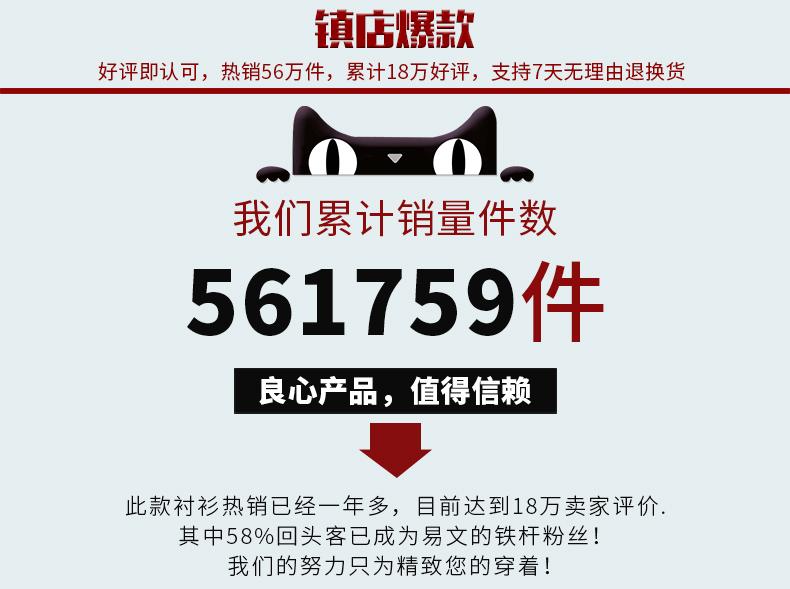 镇店爆款
好评即认可，热销56万件，累计18万好评，支持7天无理由退换货
我们累计销量件数
561759件
良心产品，值得信赖
此款衬衫热销已经一年多，目前达到18万卖家评价.
其中58%回头客已成为易文的铁杆粉丝！
我们的努力只为精致您的穿着！